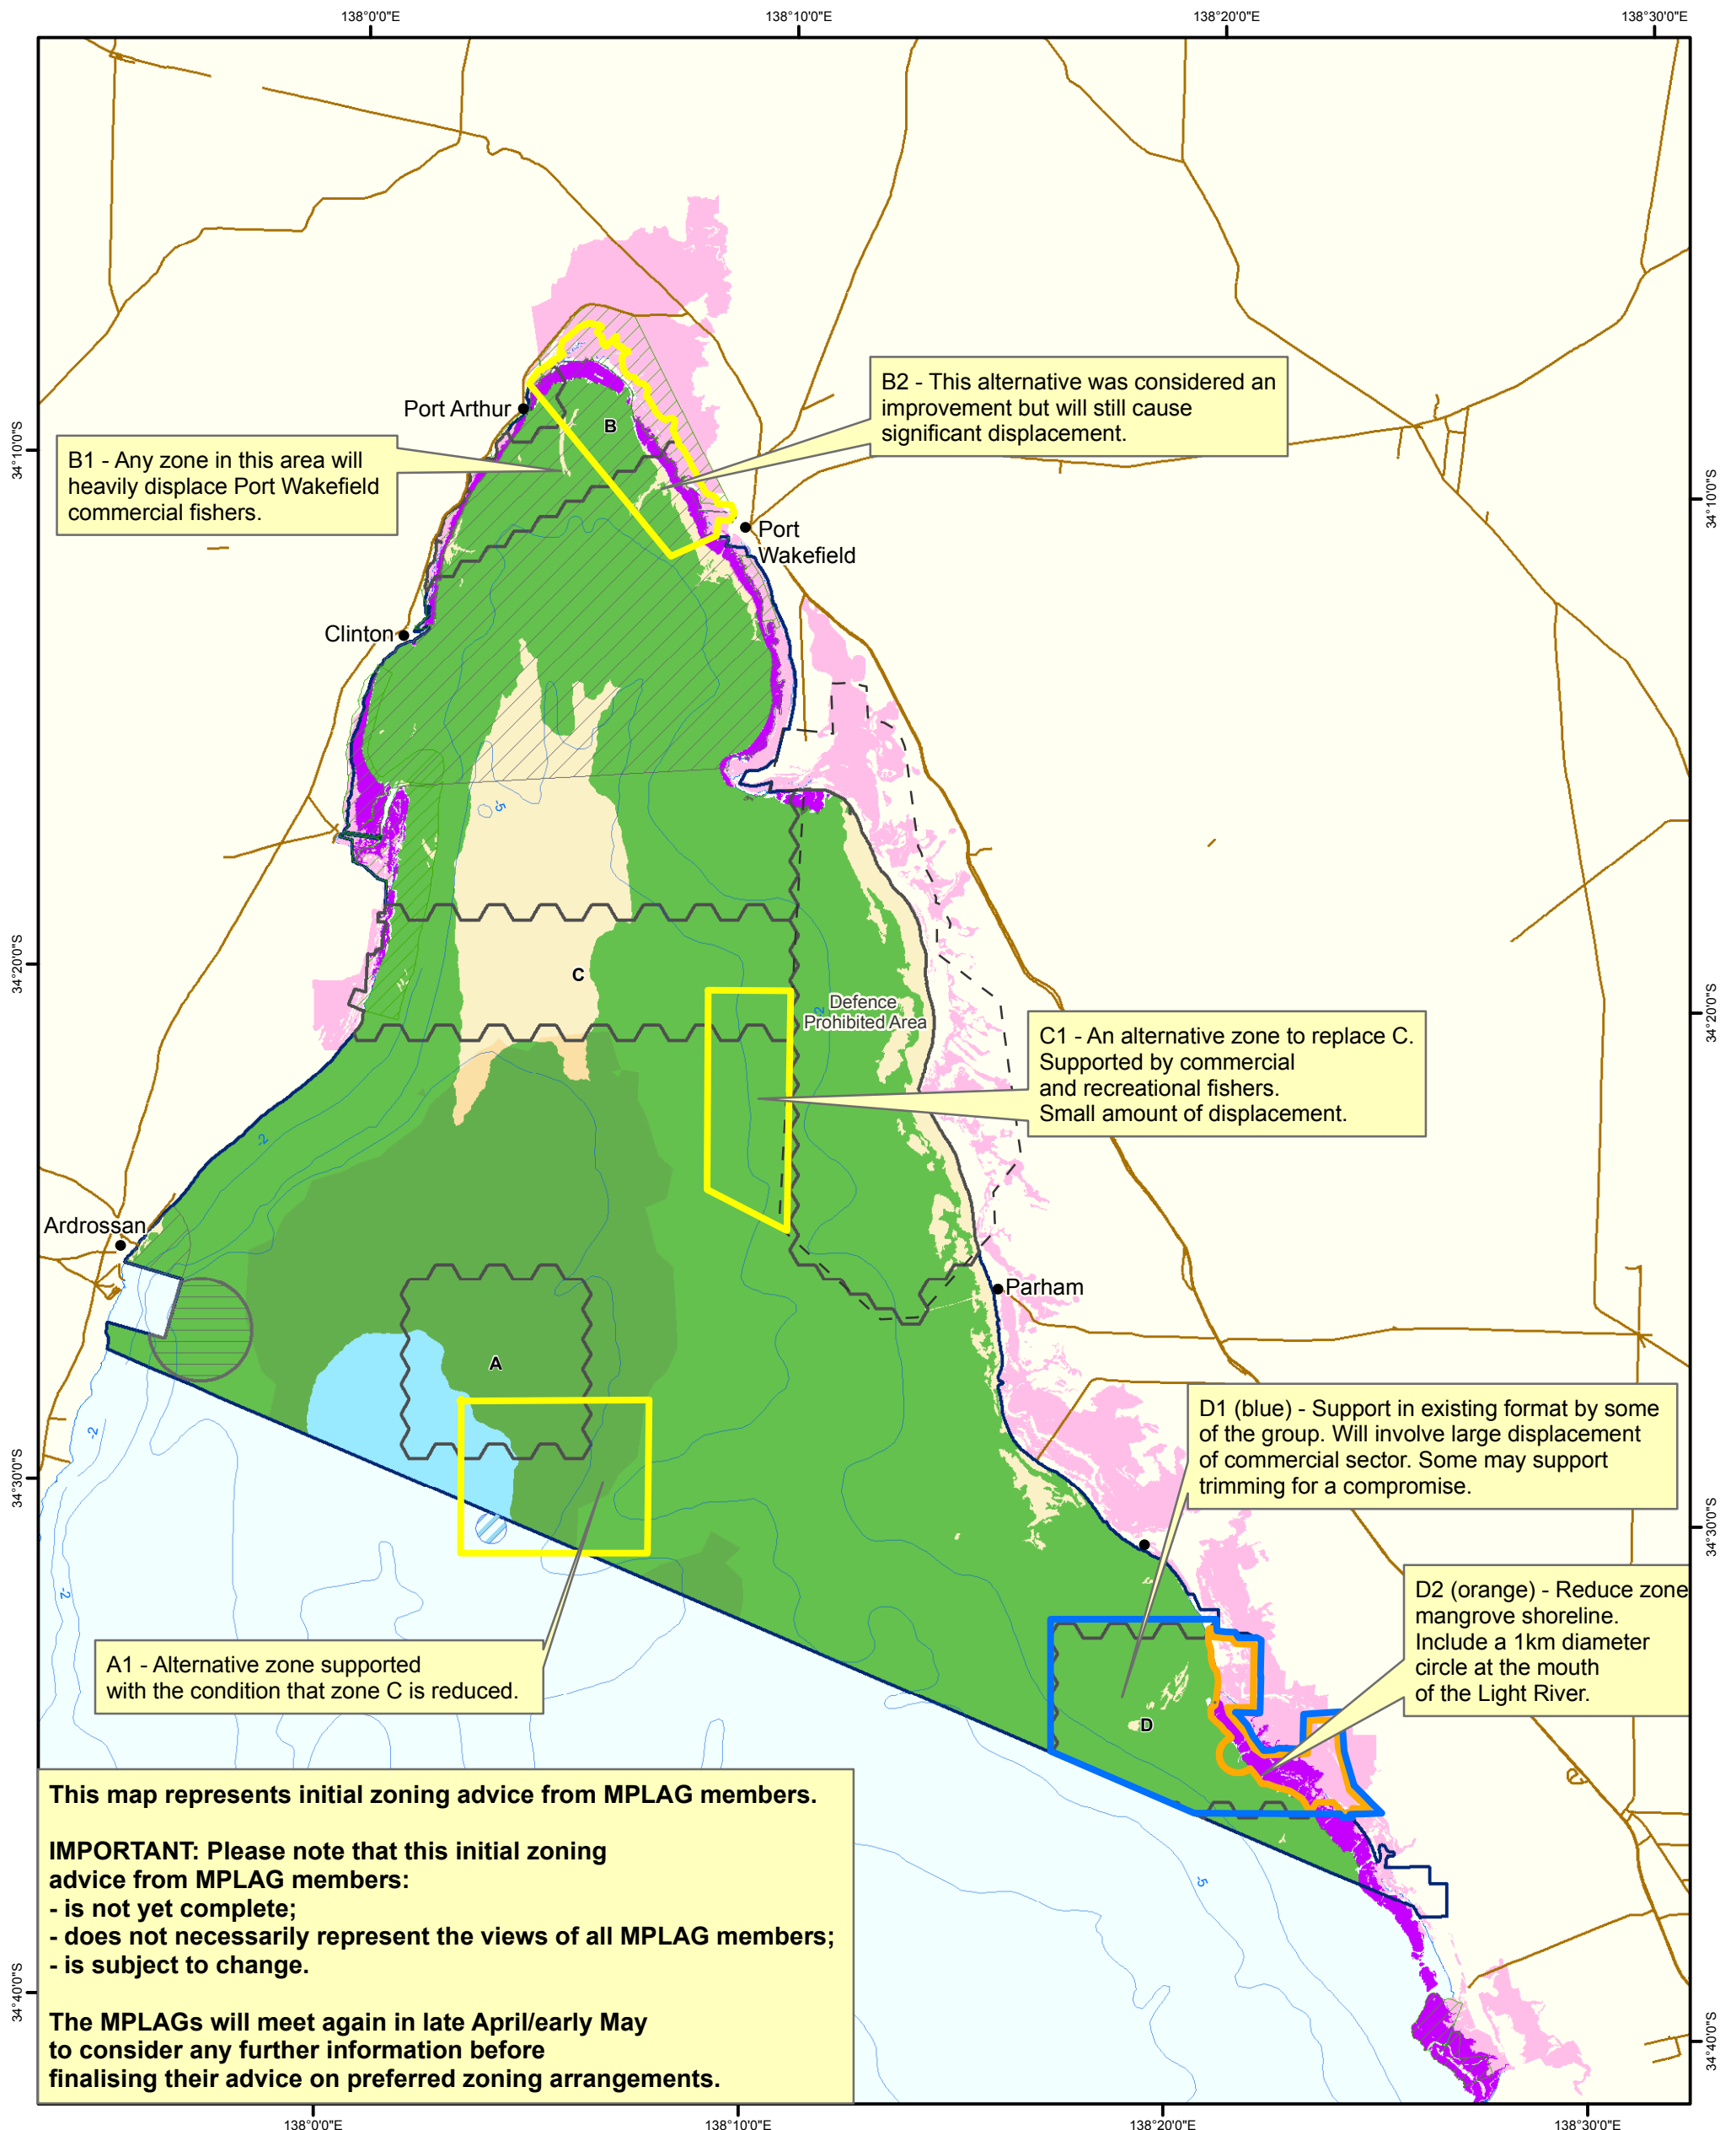 138°0'0"E
138°10'0"E
138°20'0"E
138°30'0"E
B2 - This alternative was considered an
improvement but will still cause
significant displacement.
Port Arthur
B
B1 - Any zone in this area will
heavily displace Port Wakefield
commercial fishers.
34°10'0"S
34°10'0"S
Port
Wakefield
Clinton
-5
34°20'0"S
C
Defence
Prohibited Area
-2
34°20'0"S
C1 - An alternative zone to replace C.
Supported by commercial
and recreational fishers.
Small amount of displacement.
-2
Ardrossan
Parham
A
D1 (blue) - Support in existing format by some
of the group. Will involve large displacement
of commercial sector. Some may support
trimming for a compromise.
-2
34°30'0"S
34°30'0"S
-2
D2 (orange) - Reduce zone
mangrove shoreline.
Include a 1km diameter
circle at the mouth
of the Light River.
A1 - Alternative zone supported
with the condition that zone C is reduced.
D
This map represents initial zoning advice from MPLAG members.
IMPORTANT: Please note that this initial zoning
advice from MPLAG members:
- is not yet complete;
- does not necessarily represent the views of all MPLAG members;
- is subject to change.
The MPLAGs will meet again in late April/early May
to consider any further information before
finalising their advice on preferred zoning arrangements.
-5
34°40'0"S
34°40'0"S
138°0'0"E
138°10'0"E
138°20'0"E
138°30'0"E